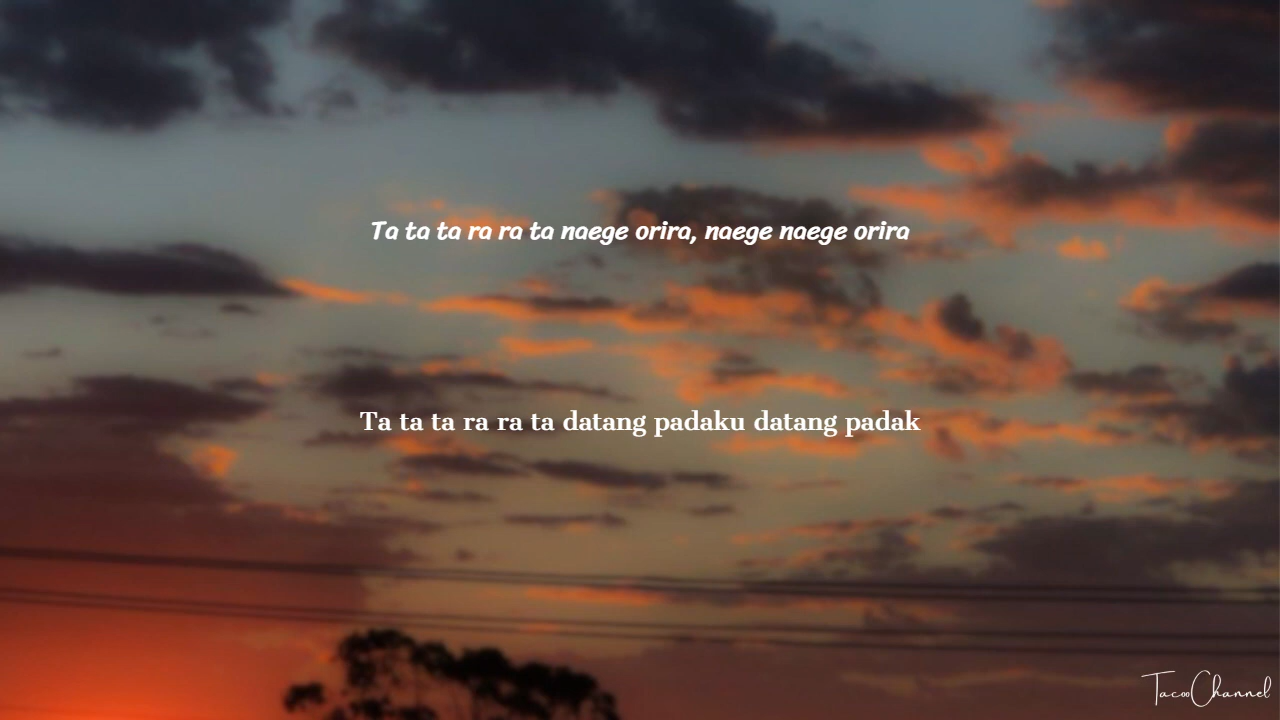 Ta ta ta ra ra ta naege orira, naege naege orira
Ta ta ta ra ra ta datang padaku datang padak
TacooChannel